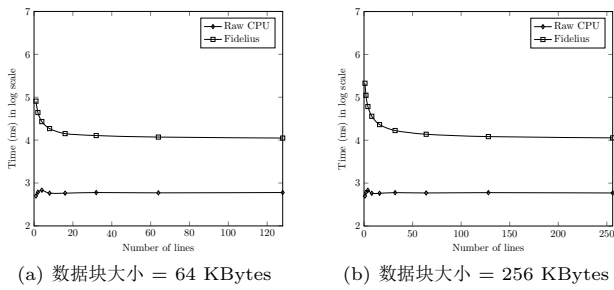 7
6
5
4
3
2
Time (ms) in log scale
Raw CPU
Fidelius
0 20 40 60 80 100 120
Number of lines
(a) 数据块大小 = 64 KBytes
7
6
5
4
3
2
Time (ms) in log scale
Raw CPU
Fidelius
0 50 100 150 200 250
Number of lines
(b) 数据块大小 = 256 KBytes